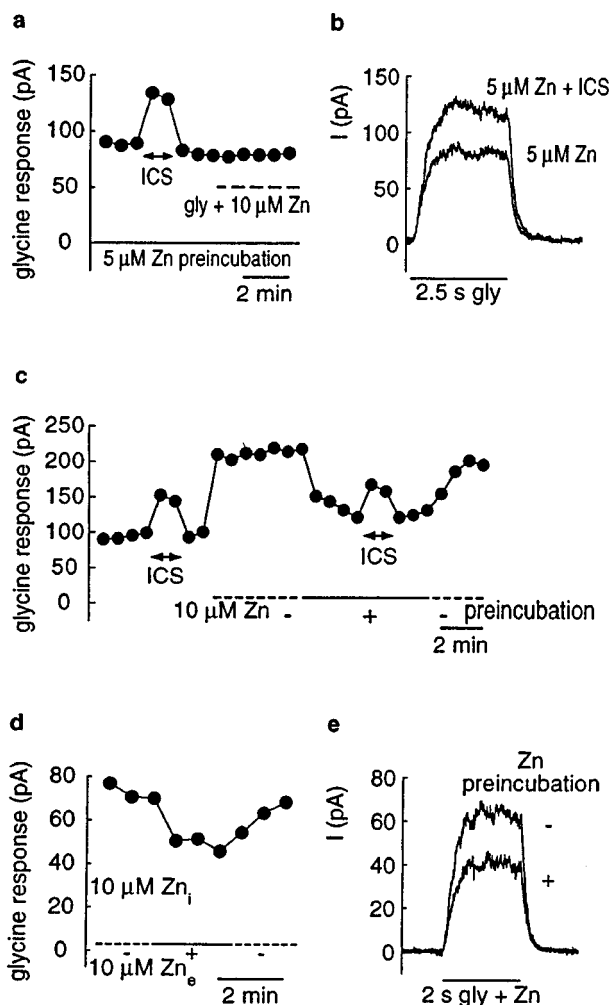 a
glycine response (pA)
150
100
50
0
ICS
gly + 10 μM Zn
5 μM Zn preincubation
2 min
b
I (pA)
150
100
50
0
5 μM Zn + ICS
5 μM Zn
2.5 s gly
c
glycine response (pA)
250
200
150
100
50
0
ICS
ICS
10 μM Zn - + - preincubation
2 min
d
glycine response (pA)
80
60
40
20
0
10 μM Zni
- + -
10 μM Zne
2 min
e
I (pA)
80
60
40
20
0
Zn
preincubation
-
+
2 s gly + Zn